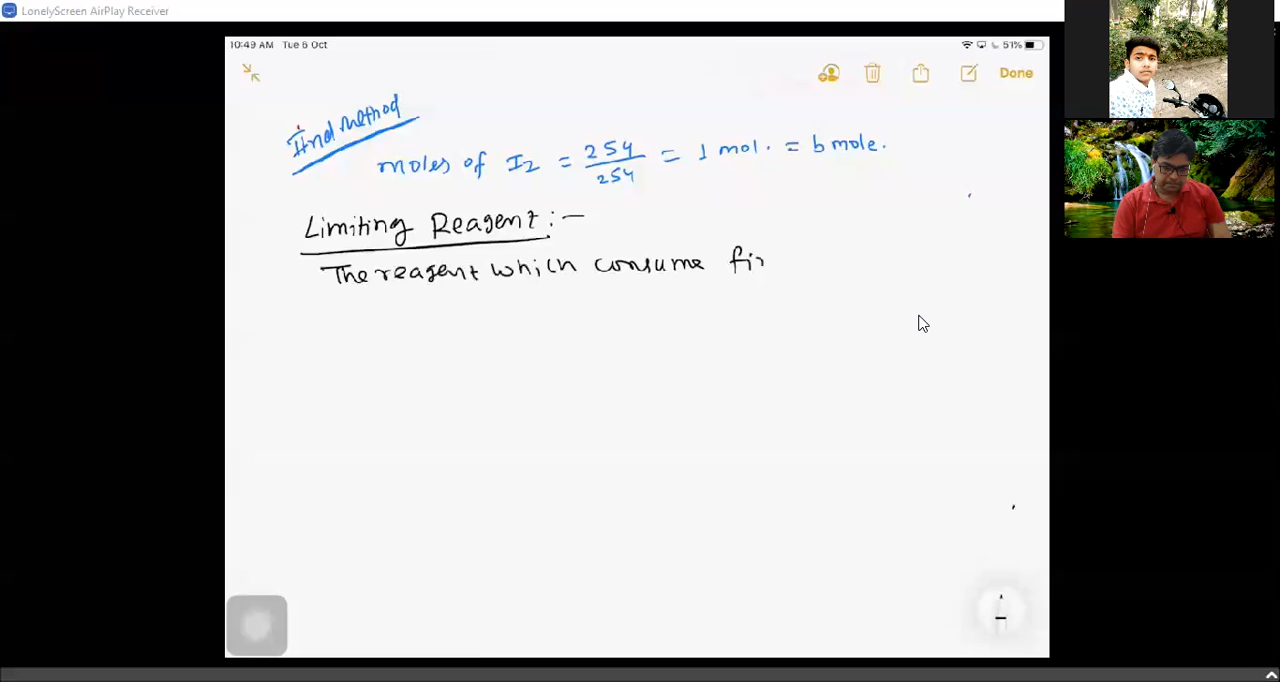 LonelyScreen AirPlay Receiver
10:49 AM Tue 6 Oct
51%
Done
IInd method
moles of I2 = 254/254 = 1 mol. = b mole.
Limiting Reagent :-
The reagent which consume fir